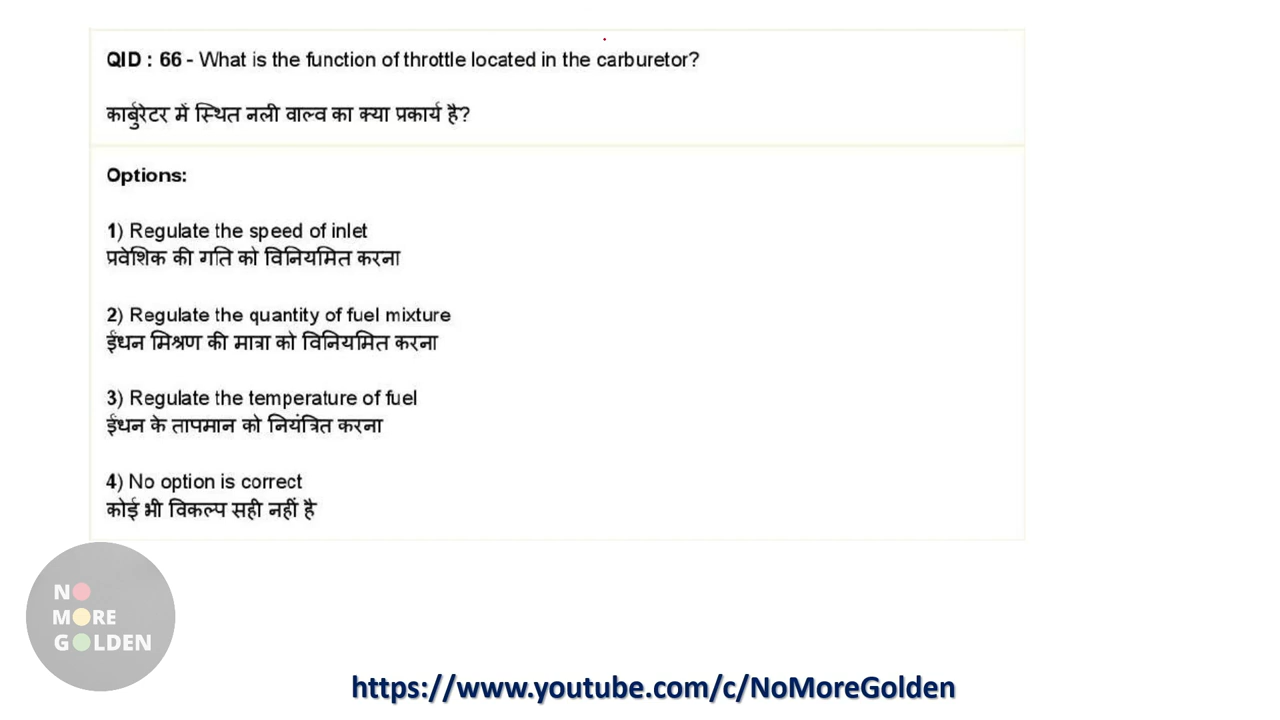 QID : 66 - What is the function of throttle located in the carburetor?
कार्बुरेटर में स्थित नली वाल्व का क्या प्रकार्य है?
Options:
1) Regulate the speed of inlet
प्रवेशिक की गति को विनियमित करना
2) Regulate the quantity of fuel mixture
ईंधन मिश्रण की मात्रा को विनियमित करना
3) Regulate the temperature of fuel
ईंधन के तापमान को नियंत्रित करना
4) No option is correct
कोई भी विकल्प सही नहीं है
NO
MORE
GOLDEN
https://www.youtube.com/c/NoMoreGolden